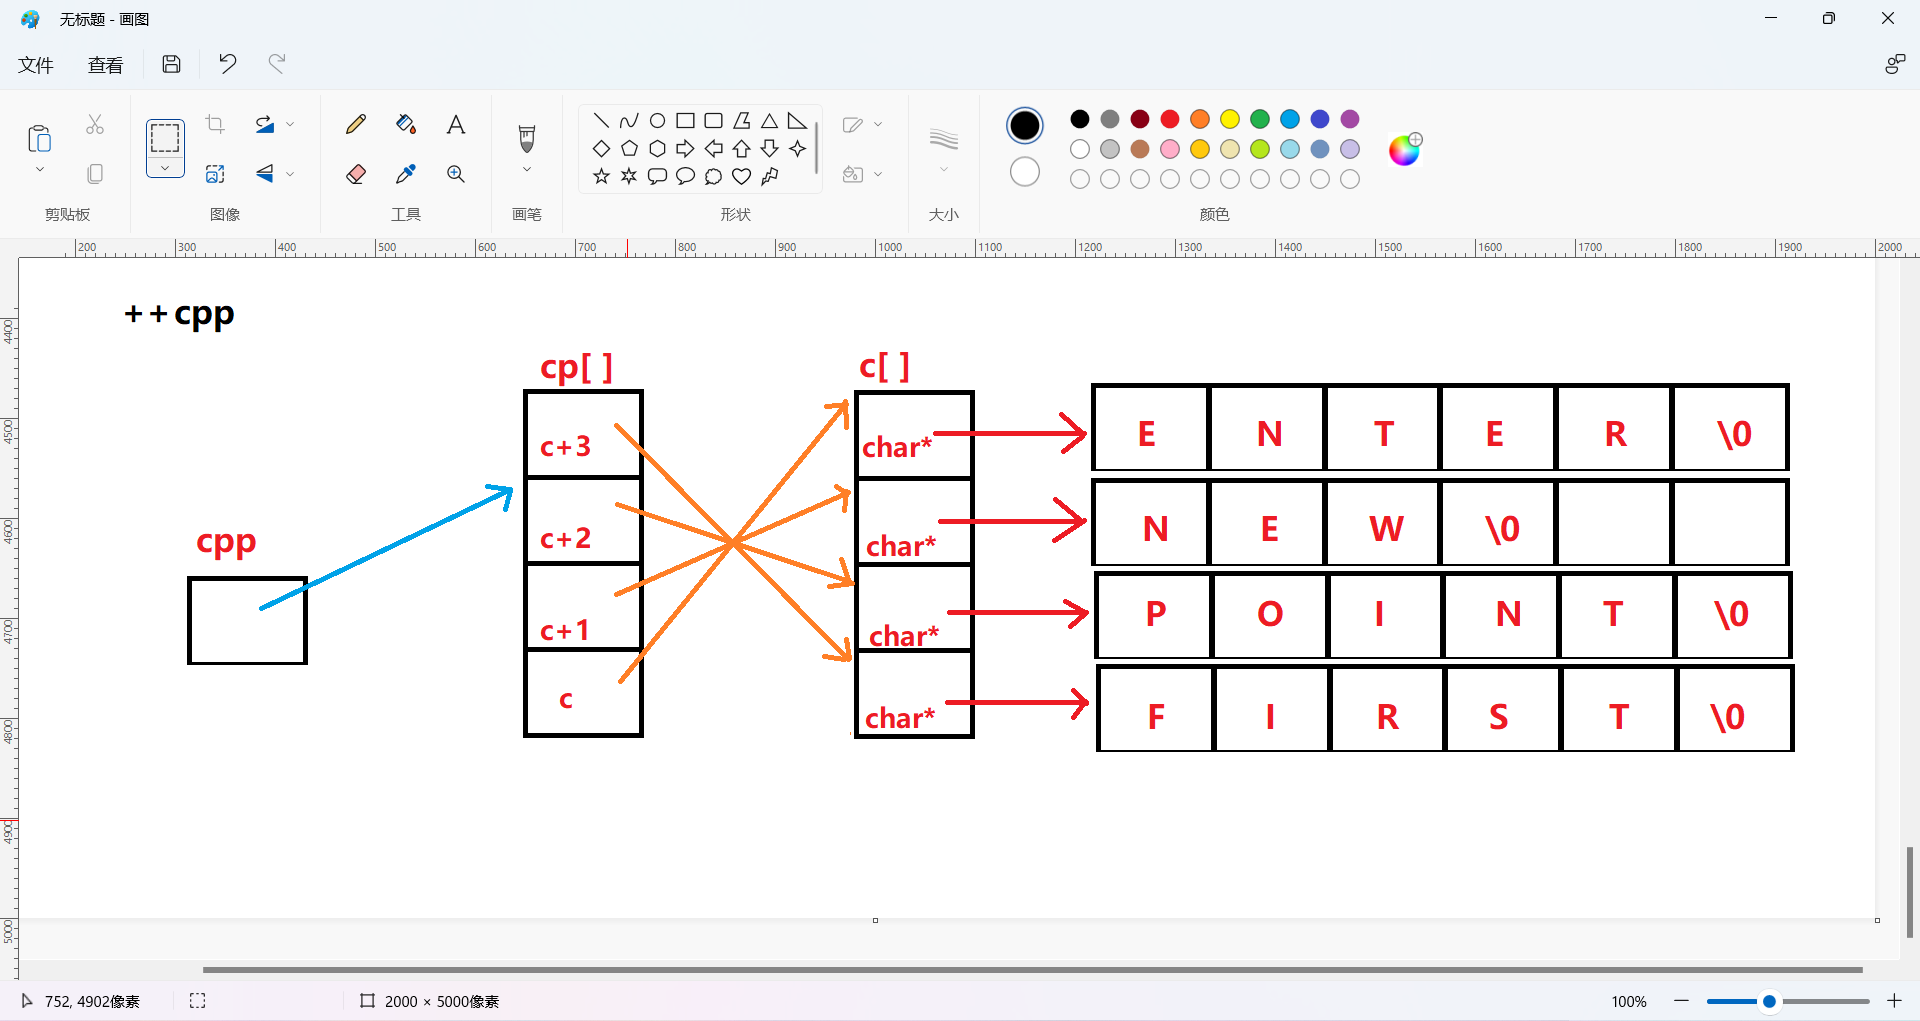 无标题 - 画图
文件 查看
剪贴板 图像 工具 画笔 形状 大小 颜色
200 300 400 500 600 700 800 900 1000 1100 1200 1300 1400 1500 1600 1700 1800 1900 2000
4400
4500
4600
4700
4800
4900
5000
++cpp
cp[ ] c[ ]
c+3 char* E N T E R \0
cpp c+2 char* N E W \0
c+1 char* P O I N T \0
c char* F I R S T \0
752, 4902像素 2000 × 5000像素 100%